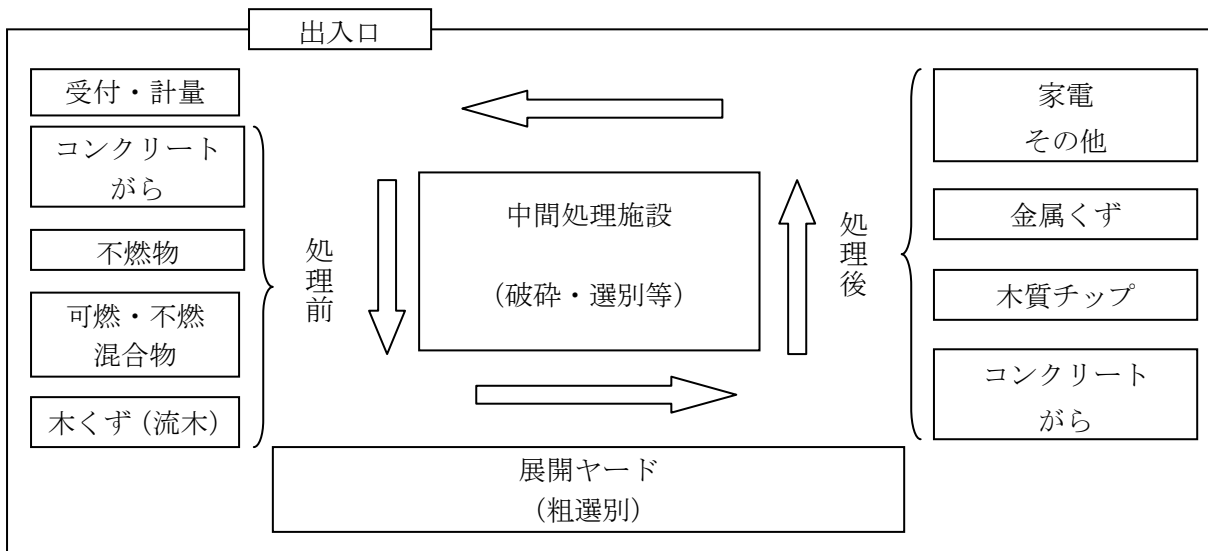 出入口
受付・計量
コンクリート
がら
不燃物
可燃・不燃
混合物
木くず（流木）
処理前
中間処理施設
（破砕・選別等）
処理後
家電
その他
金属くず
木質チップ
コンクリート
がら
展開ヤード
（粗選別）